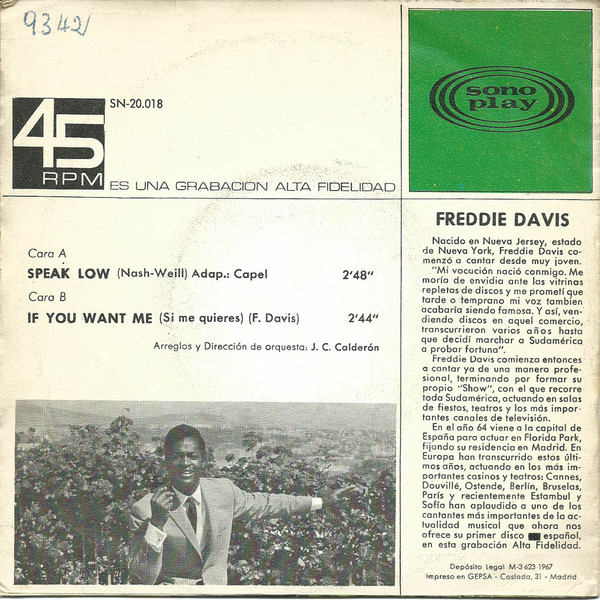 9342
sono
play
SN-20.018
45
RPM
ES UNA GRABACION ALTA FIDELIDAD
Cara A
SPEAK LOW (Nash-Weill) Adap.: Capel 2'48"
Cara B
IF YOU WANT ME (Si me quieres) (F. Davis) 2'44"
Arreglos y Dirección de orquesta: J. C. Calderón
FREDDIE DAVIS
Nacido en Nueva Jersey, estado
de Nueva York, Freddie Davis co-
menzó a cantar desde muy joven.
"Mi vocución nació conmigo. Me
moría de envidia ante las vitrinas
repletas de discos y me prometí que
tarde o temprano mi voz tambien
acabaría siendo famosa. Y así, ven-
diendo discos en aquel comercio,
transcurrieron varios años hasta
que decidí marchar a Sudamérica
a probar fortuna".
Freddie Davis comienza entonces
a cantar ya de una manera profe-
sional, terminando por formar su
propio "Show", con el que recorre
toda Sudamérica, actuando en salas
de fiestas, teatros y los más impor-
tantes canales de televisión.
En el año 64 viene a la capital de
España para actuar en Florida Park,
fijando su residencia en Madrid. En
Europa han transcurrido estos últi-
mos años, actuando en los más im-
portantes casinos y teatros: Cannes,
Douvillé, Ostende, Berlín, Bruselas,
París y recientemente Estambul y
Sofía han aplaudido a uno de los
cantantes más importantes de la ac-
tualidad musical que ahora nos
ofrece su primer disco español,
en esta grabación Alta Fidelidad.
Depósito Legal M-3623 1967
Impreso en GEPSA - Coslada, 31 - Madrid